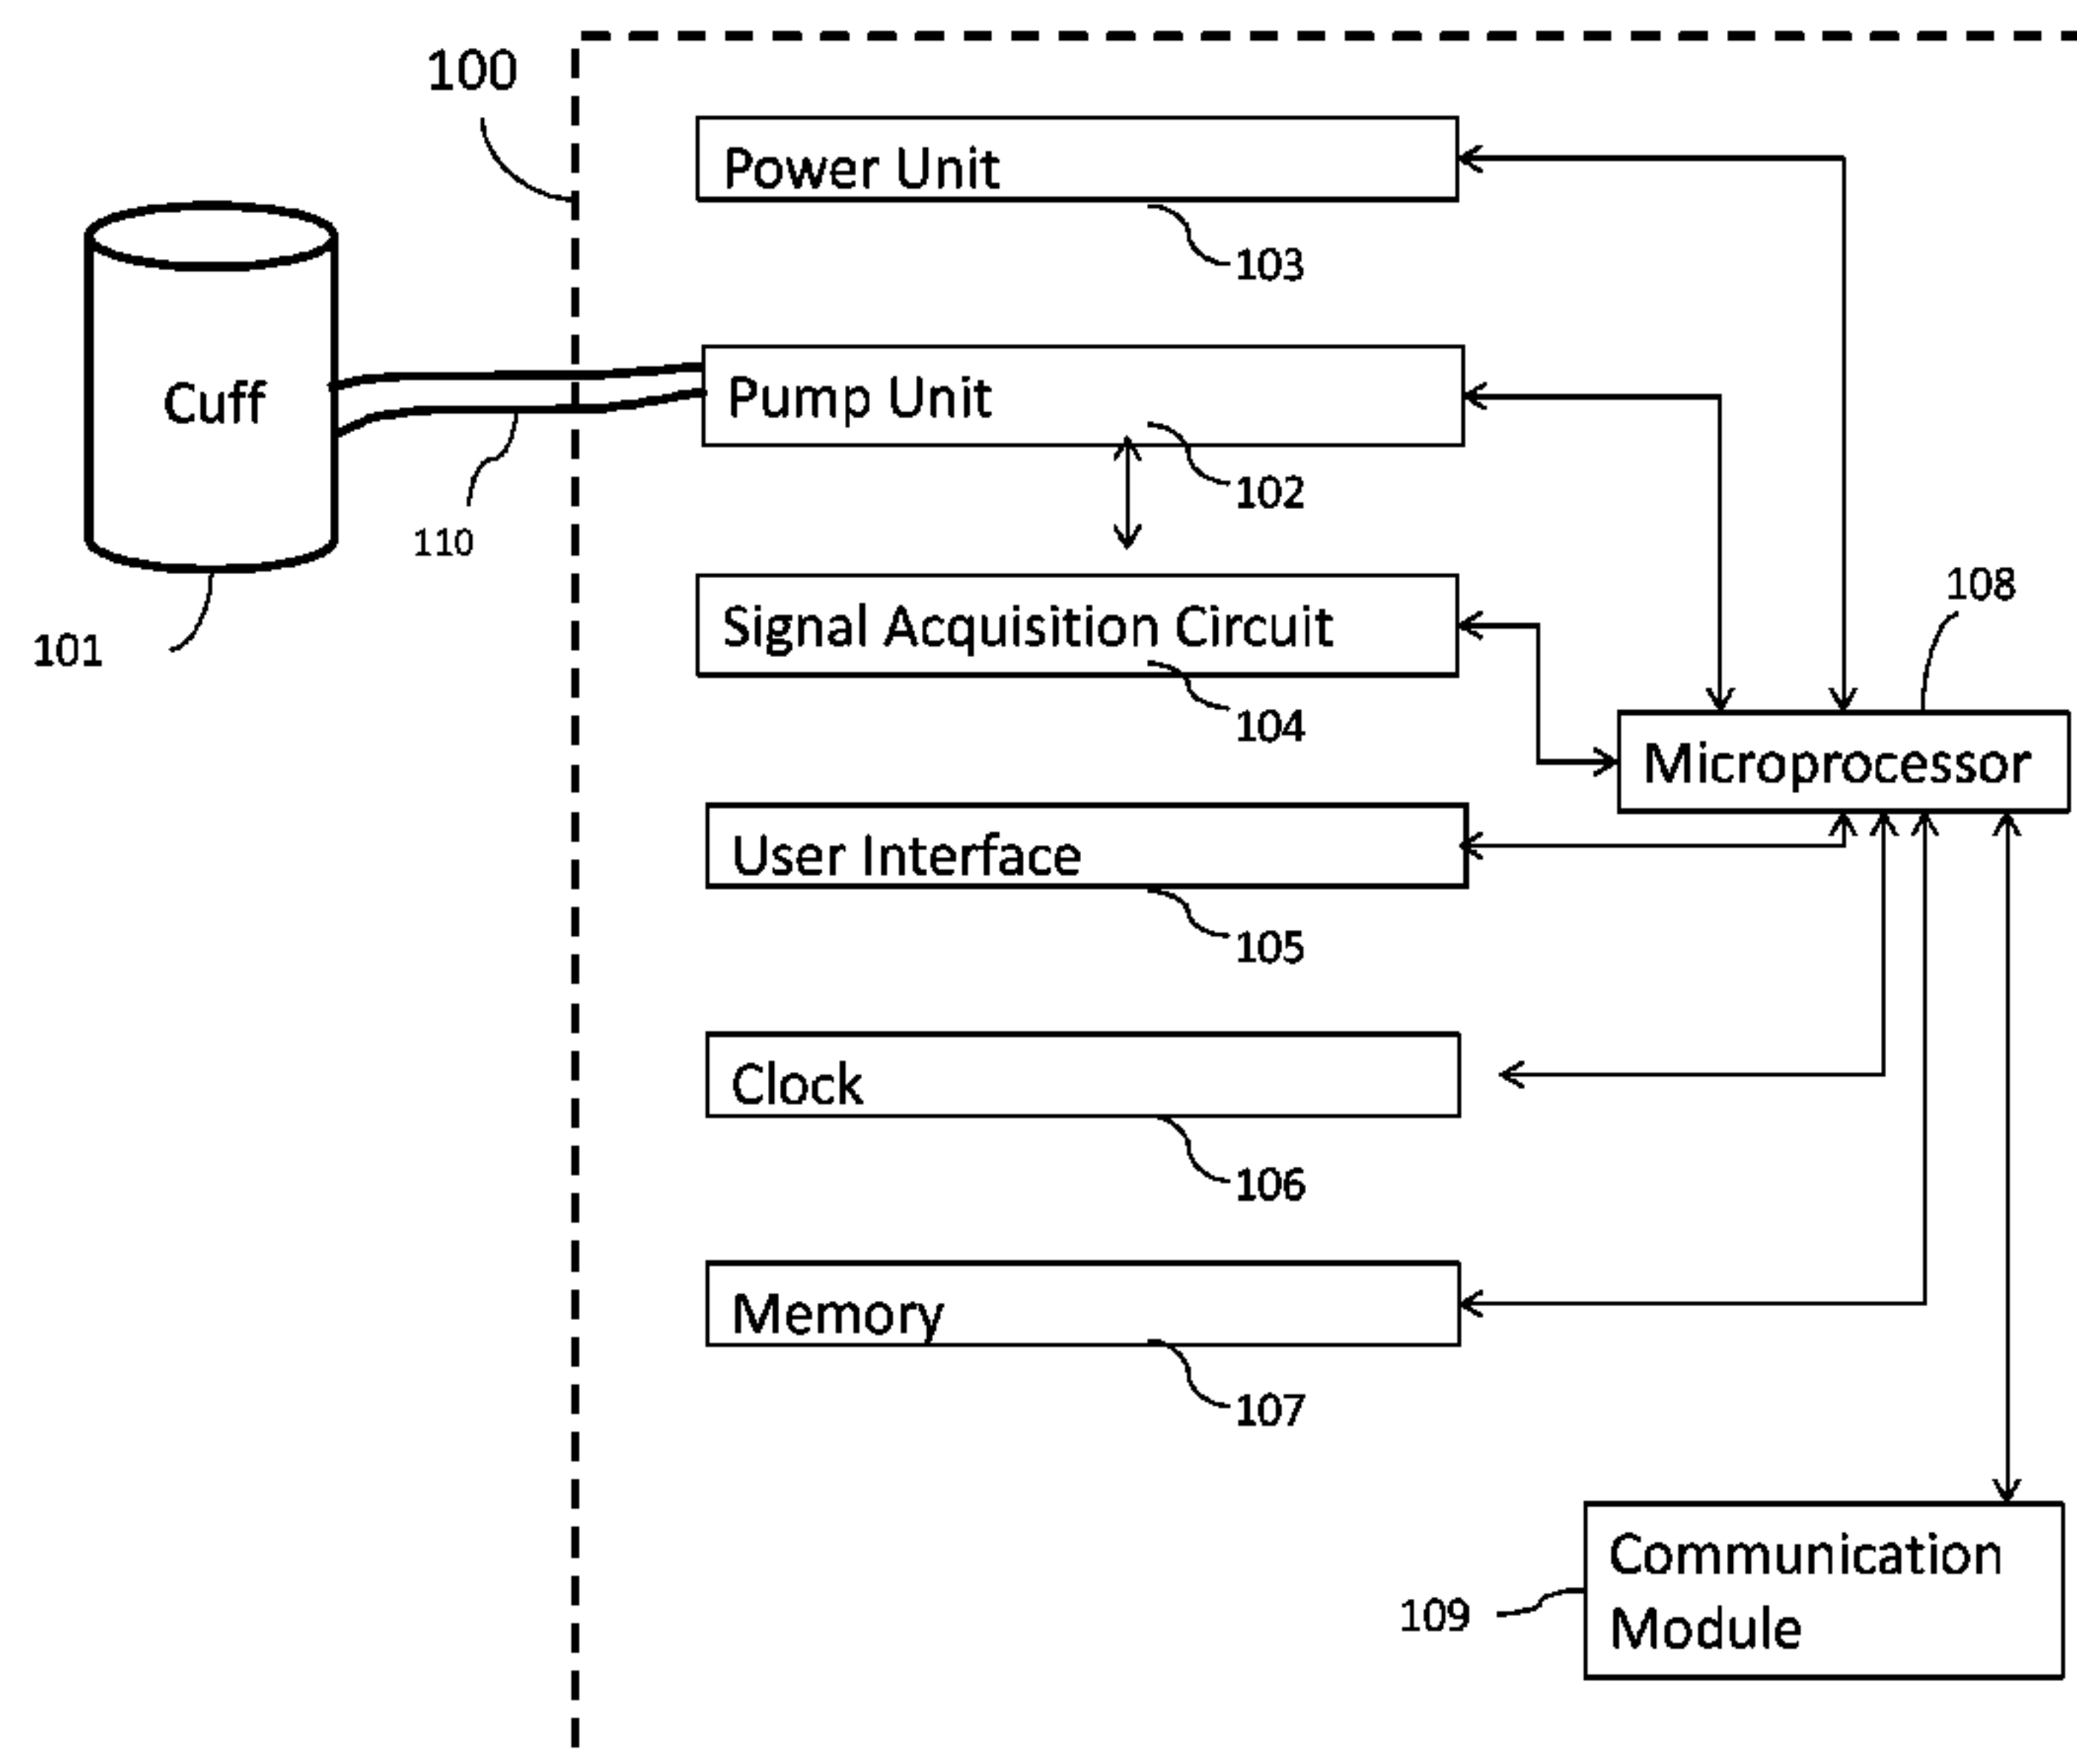 100
Power Unit
103
Cuff
Pump Unit
102
110
101
Signal Acquisition Circuit
104
108
Microprocessor
User Interface
105
Clock
106
Memory
107
Communication
Module
109